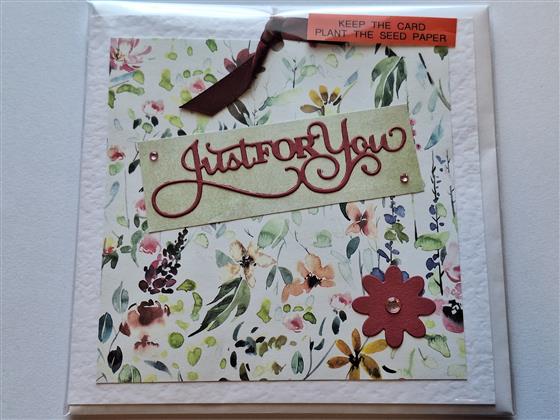 KEEP THE CARD
PLANT THE SEED PAPER
Just FOR You